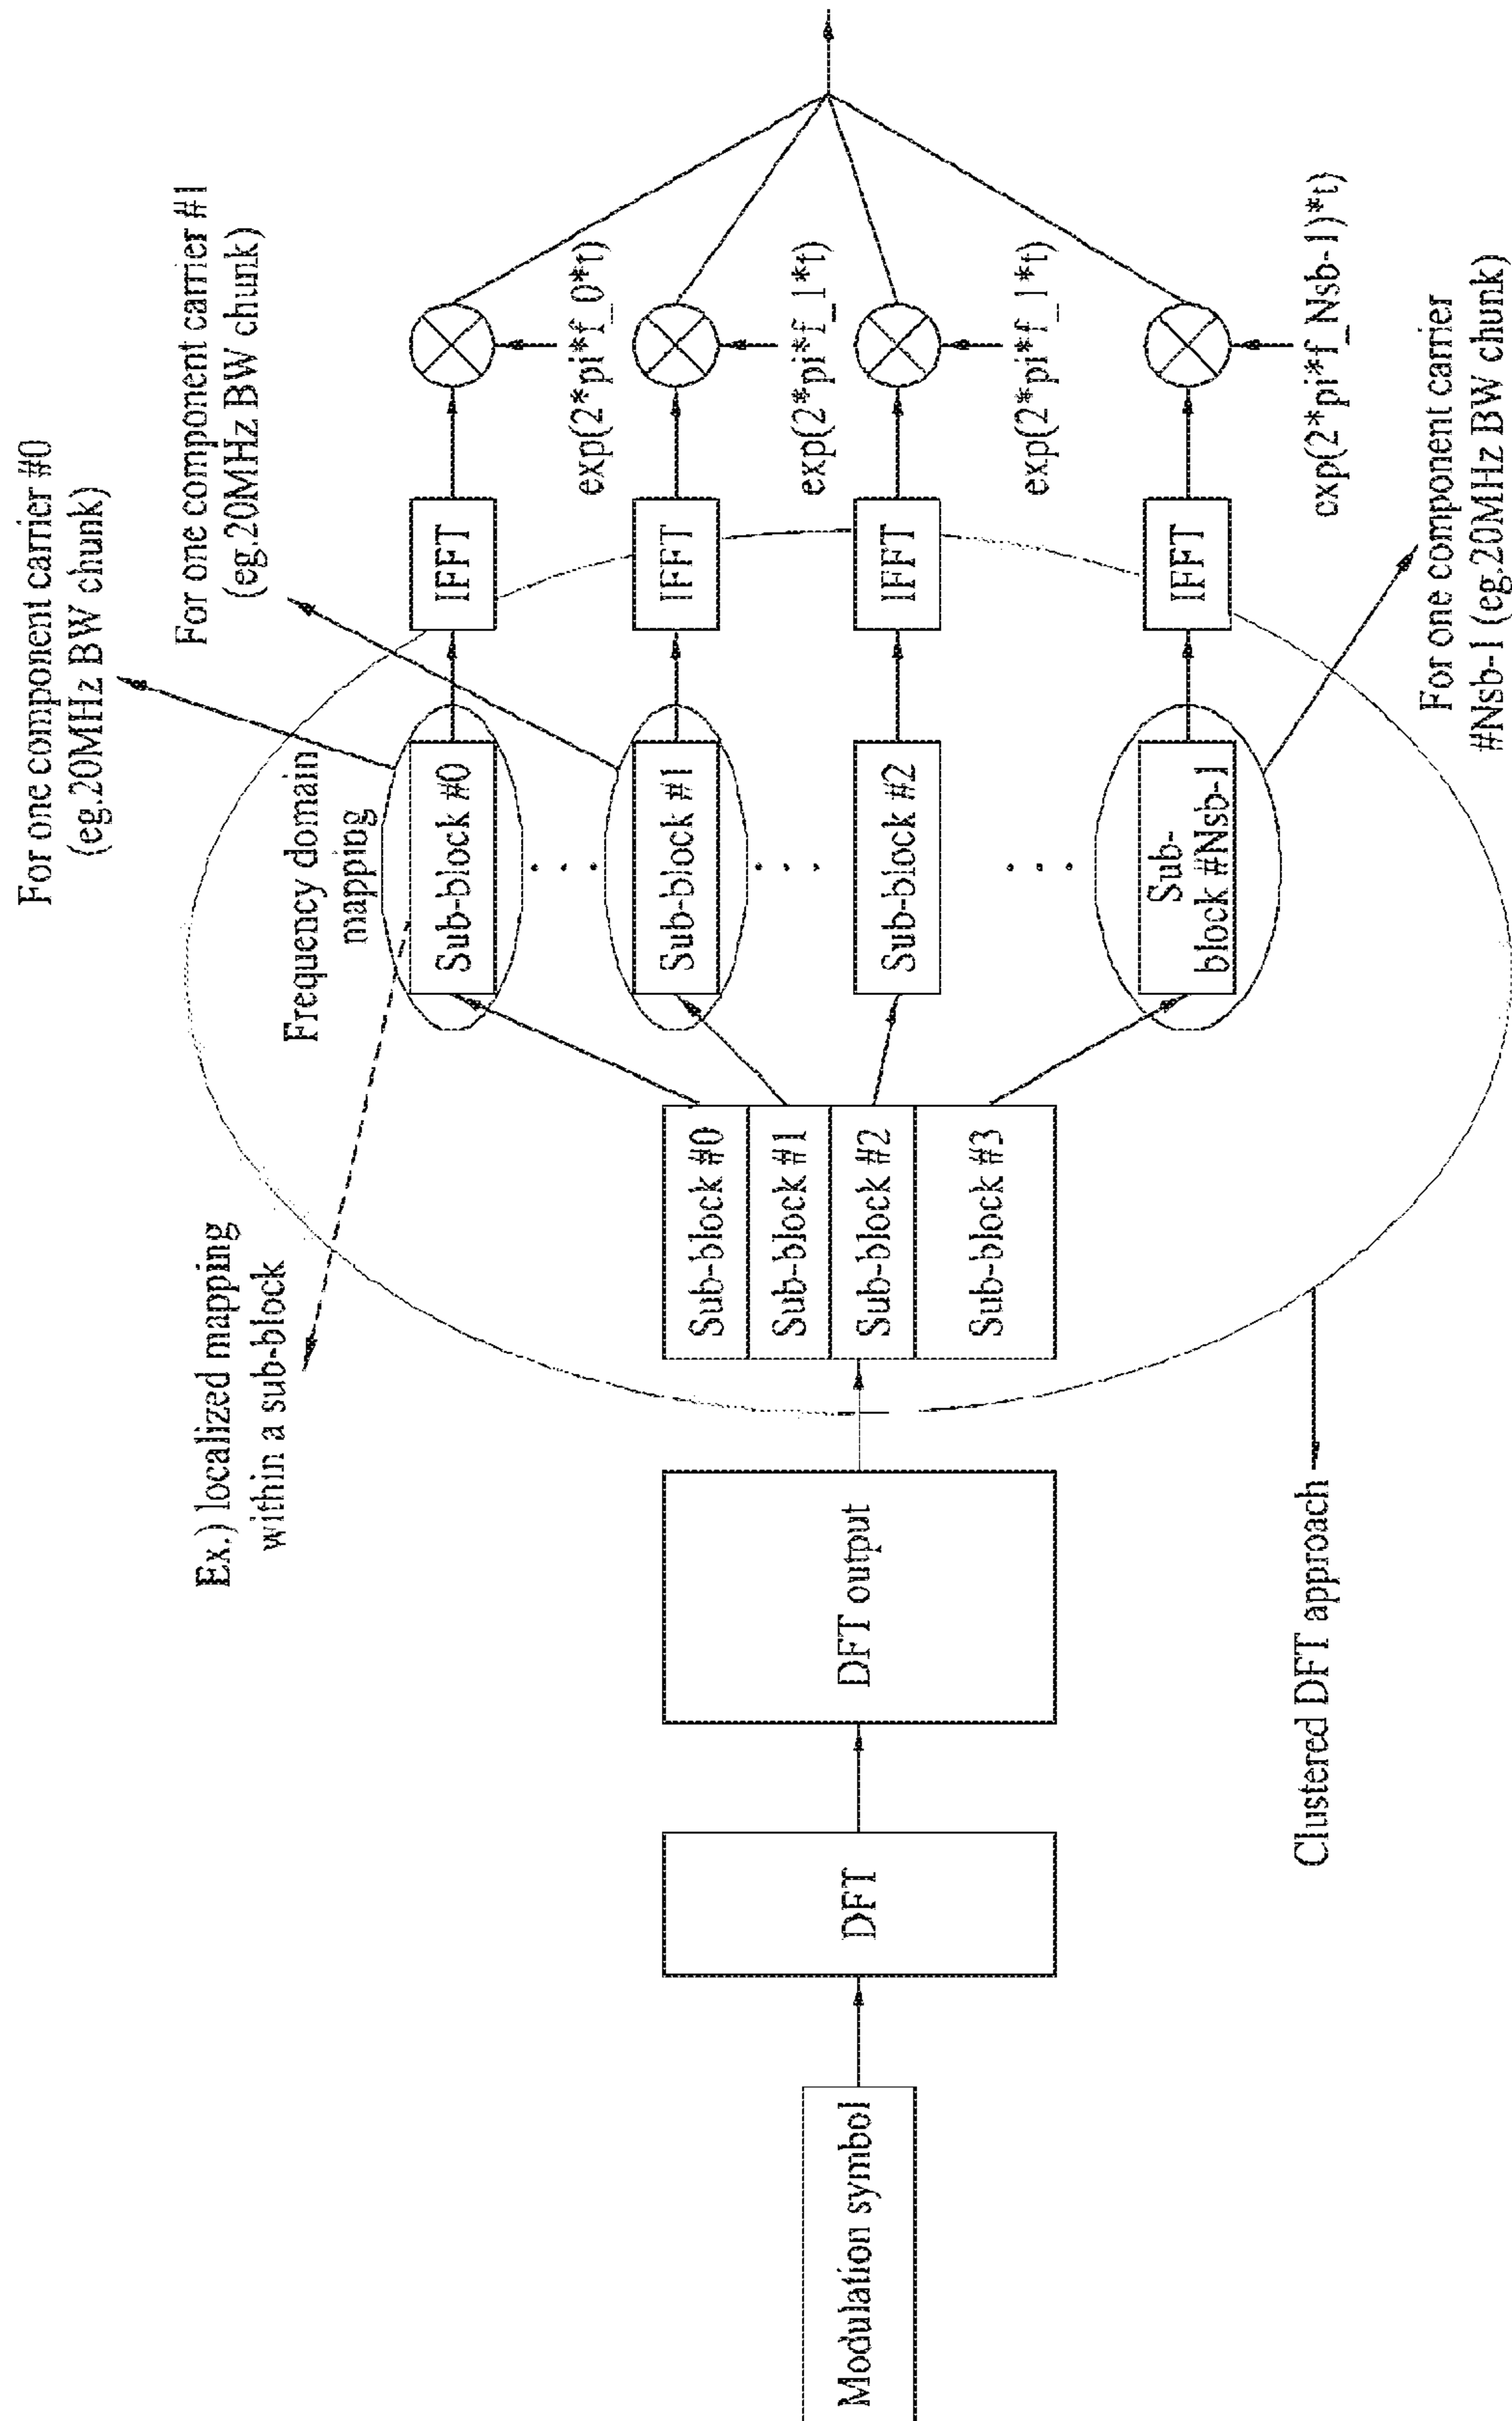 Modulation symbol
DFT
DFT output
Clustered DFT approach
Ex.) localized mapping
within a sub-block
Sub-block #0
Sub-block #1
Sub-block #2
Sub-block #3
Frequency domain
mapping
Sub-block #0
Sub-block #1
Sub-block #2
Sub-
block #Nsb-1
For one component carrier #0
(eg.20MHz BW chunk)
For one component carrier #1
(eg.20MHz BW chunk)
For one component carrier
#Nsb-1 (eg.20MHz BW chunk)
IFFT
IFFT
IFFT
IFFT
exp(2*pi*f_0*t)
exp(2*pi*f_1*t)
exp(2*pi*f_1*t)
exp(2*pi*f_Nsb-1)*t)